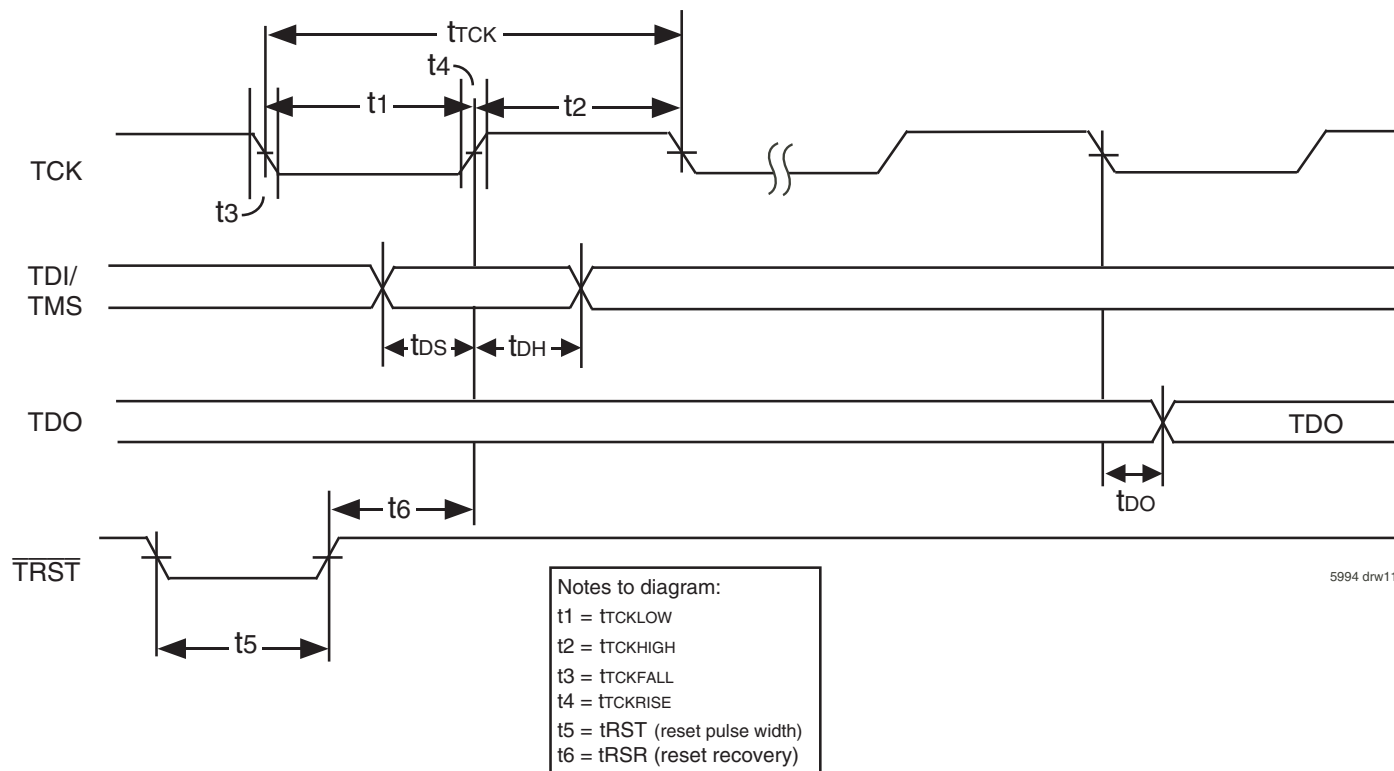 tTCK
t4
t1
t2
TCK
t3
TDI/
TMS
tDS
tDH
TDO
TDO
tDO
t6
TRST
5994 drw11
t5
Notes to diagram:
t1 = tTCKLOW
t2 = tTCKHIGH
t3 = tTCKFALL
t4 = tTCKRISE
t5 = tRST (reset pulse width)
t6 = tRSR (reset recovery)